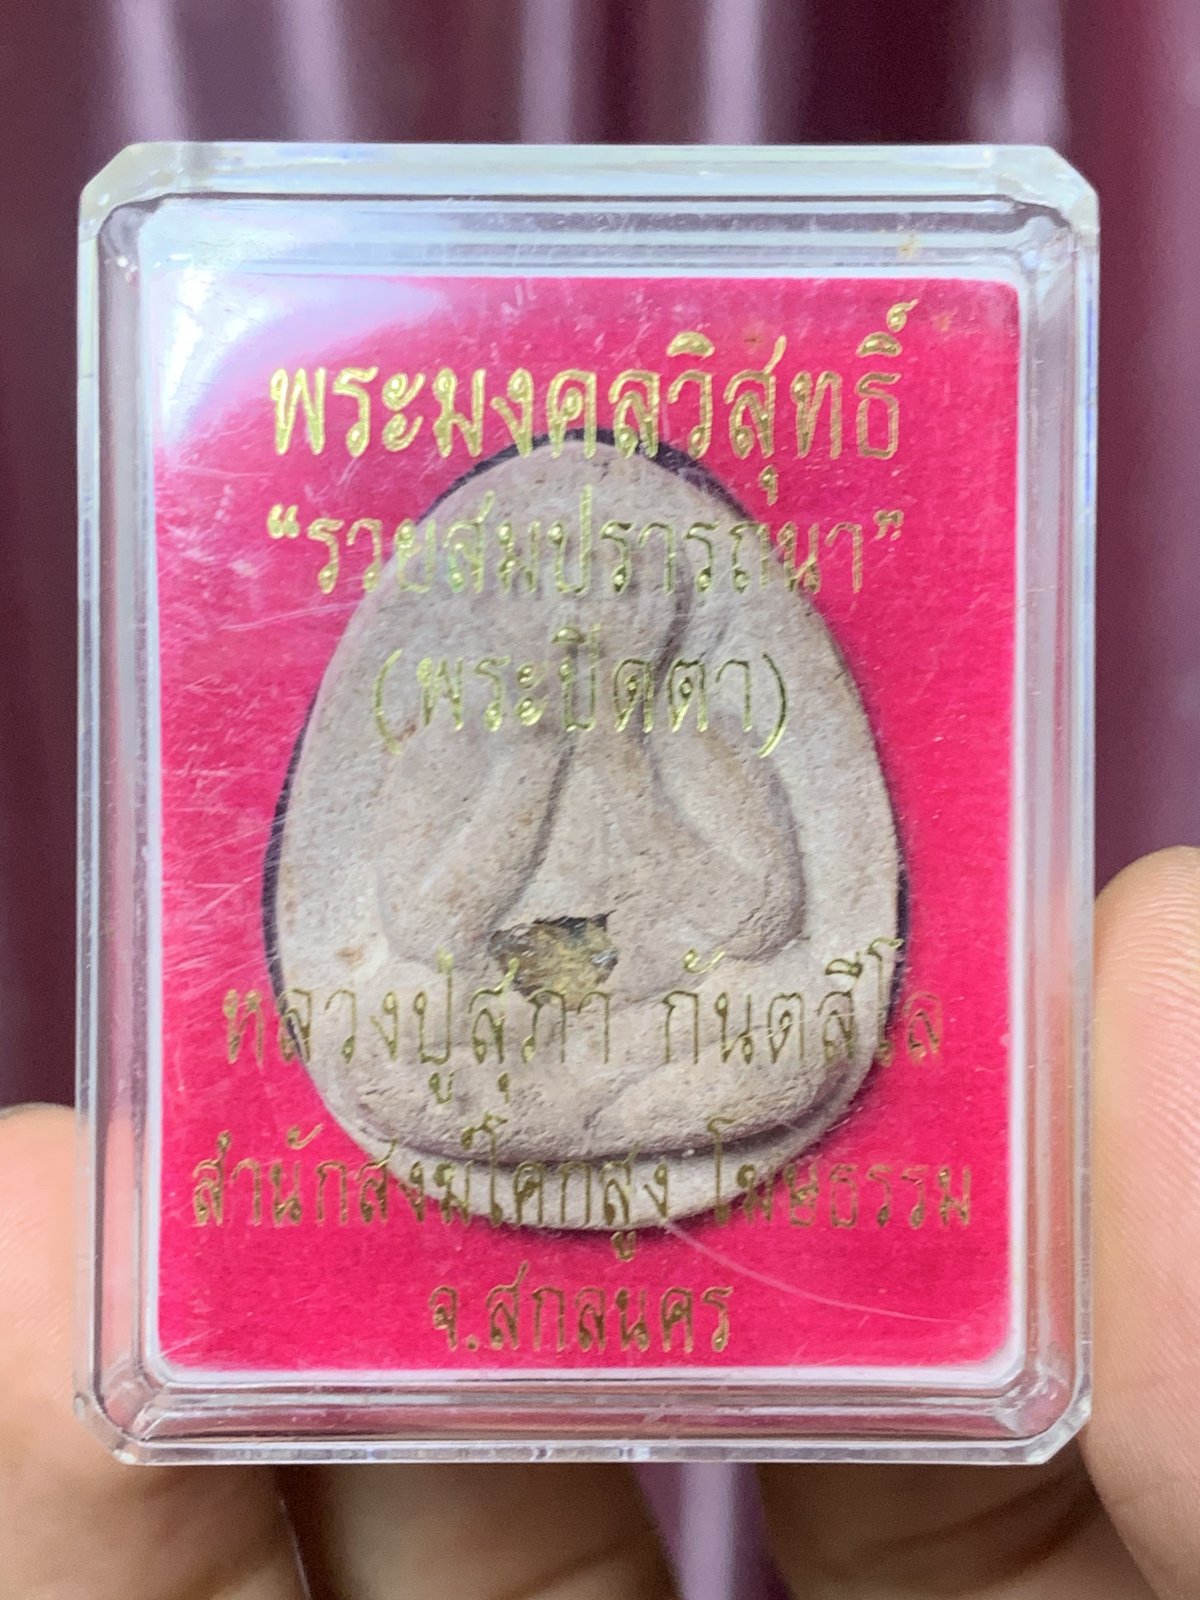 พระมงคลวิสุทธิ์
“รวยสมปรารถนา”
(พระปิดตา)
หลวงปู่สุภา กันตสีโล
สำนักสงฆ์โคกสูง โฆษธรรม
จ.สกลนคร